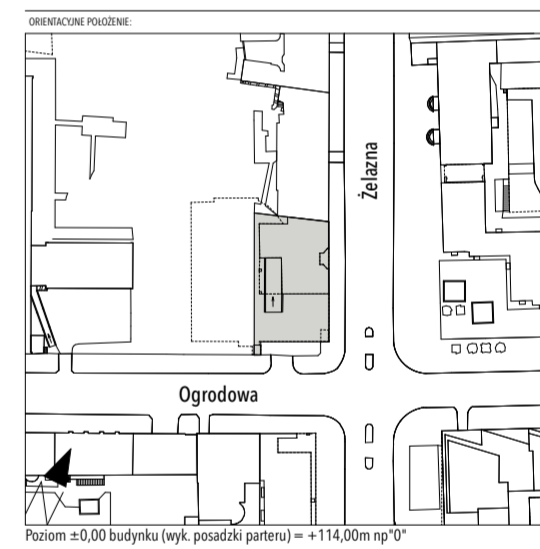 ORIENTACYJNE POŁOŻENIE:
Żelazna
Ogrodowa
Poziom ±0,00 budynku (wyk. posadzki parteru) = +114,00m np"0"